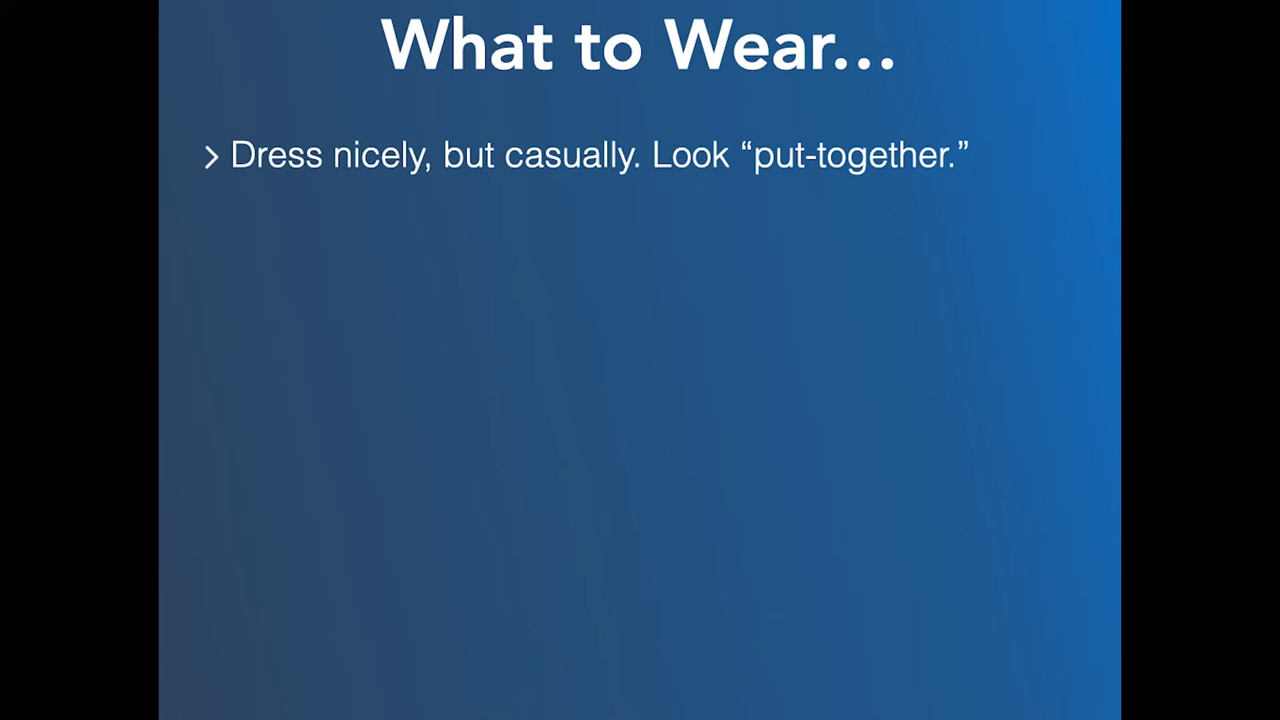 What to Wear...
> Dress nicely, but casually. Look “put-together.”